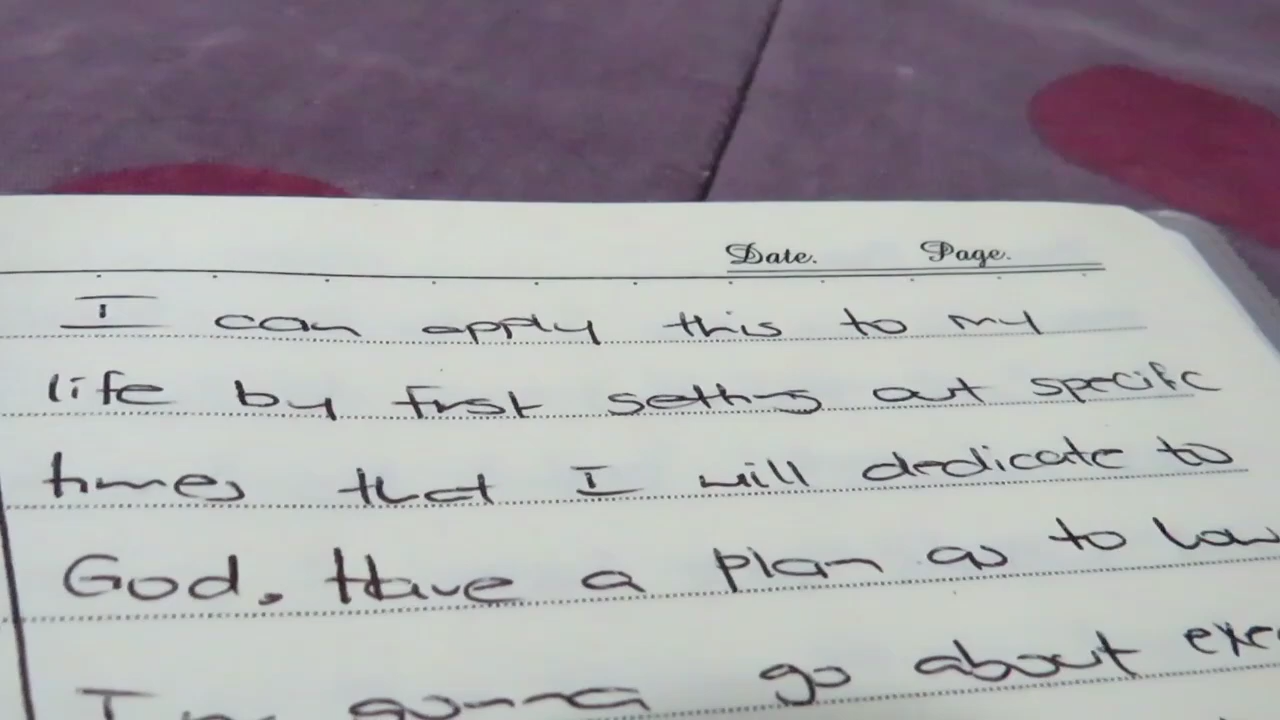 Date. Page.
I can apply this to my
life by first setting out specific
times that I will dedicate to
God. Have a plan as to how
I'm gonna go about